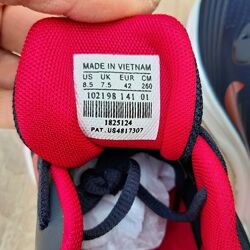 MADE IN VIETNAM
US UK EUR CM
8.5 7.5 42 260
102198 141 01
1825124
PAT. US4817307